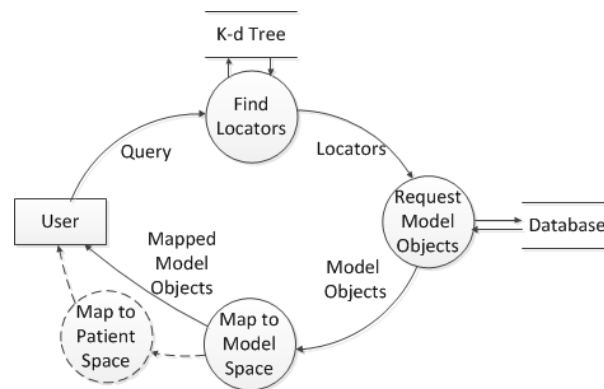 K-d Tree
Find
Locators
Query
Locators
User
Request
Model
Objects
Database
Mapped
Model
Objects
Model
Objects
Map to
Patient
Space
Map to
Model
Space